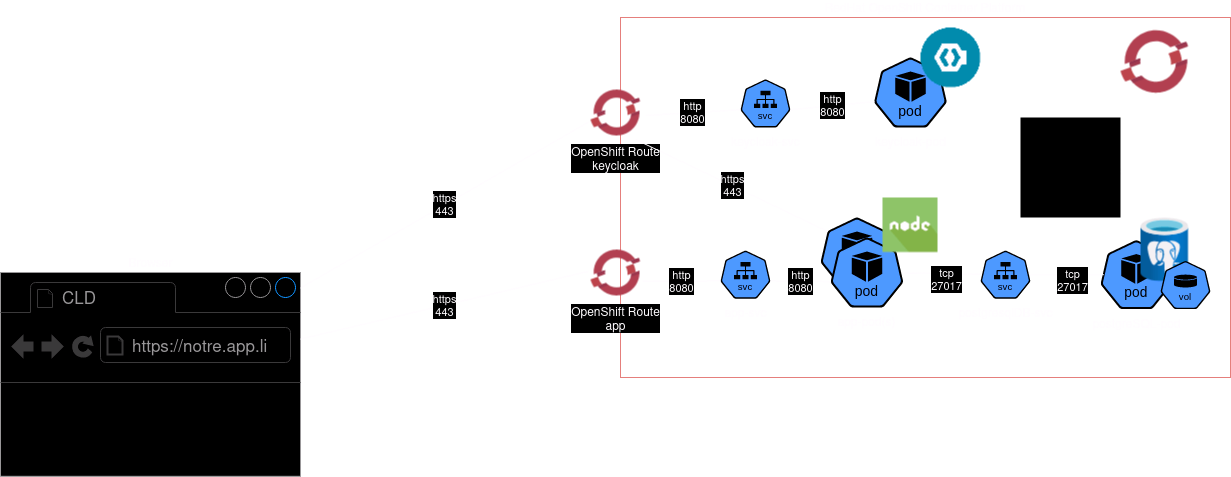 http
8080
svc
http
8080
pod
OpenShift Route
keycloak
https
443
https
443
node
CLD
https://notre.app.li
https
443
OpenShift Route
app
http
8080
svc
http
8080
pod
tcp
27017
svc
tcp
27017
pod
vol